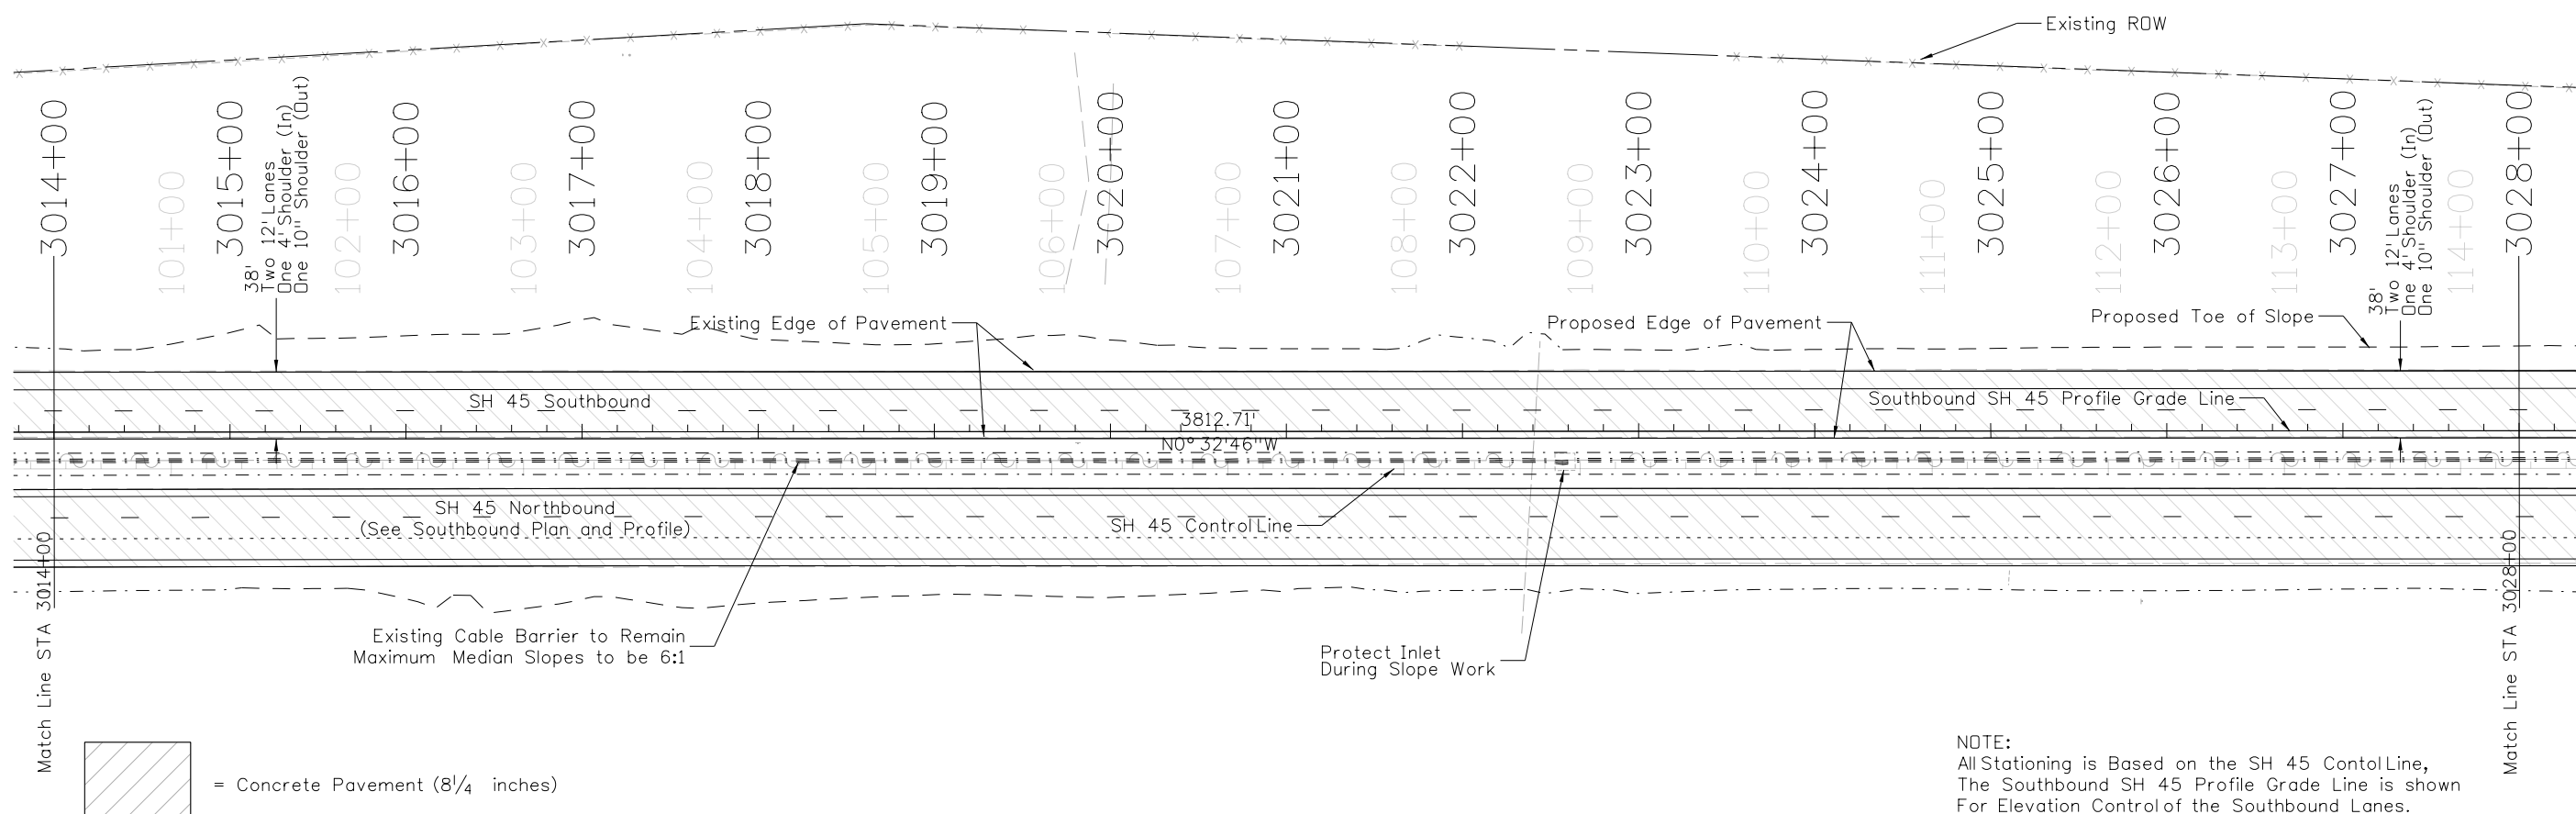 Existing ROW
3014+00
3015+00
3016+00
3017+00
3018+00
3019+00
3020+00
3021+00
3022+00
3023+00
3024+00
3025+00
3026+00
3027+00
3028+00
101+00
102+00
103+00
104+00
105+00
106+00
107+00
108+00
109+00
110+00
111+00
112+00
113+00
114+00
38'
Two 12' Lanes
One 4' Shoulder (In)
One 10" Shoulder (Out)
38'
Two 12' Lanes
One 4' Shoulder (In)
One 10" Shoulder (Out)
Existing Edge of Pavement
Proposed Edge of Pavement
Proposed Toe of Slope
SH 45 Southbound
Southbound SH 45 Profile Grade Line
3812.71'
N0° 32'46"W
SH 45 Northbound
(See Southbound Plan and Profile)
SH 45 Control Line
Existing Cable Barrier to Remain
Maximum Median Slopes to be 6:1
Protect Inlet
During Slope Work
Match Line STA 3014+00
Match Line STA 3028+00
= Concrete Pavement (8 1/4 inches)
NOTE:
All Stationing is Based on the SH 45 Contol Line,
The Southbound SH 45 Profile Grade Line is shown
For Elevation Control of the Southbound Lanes.